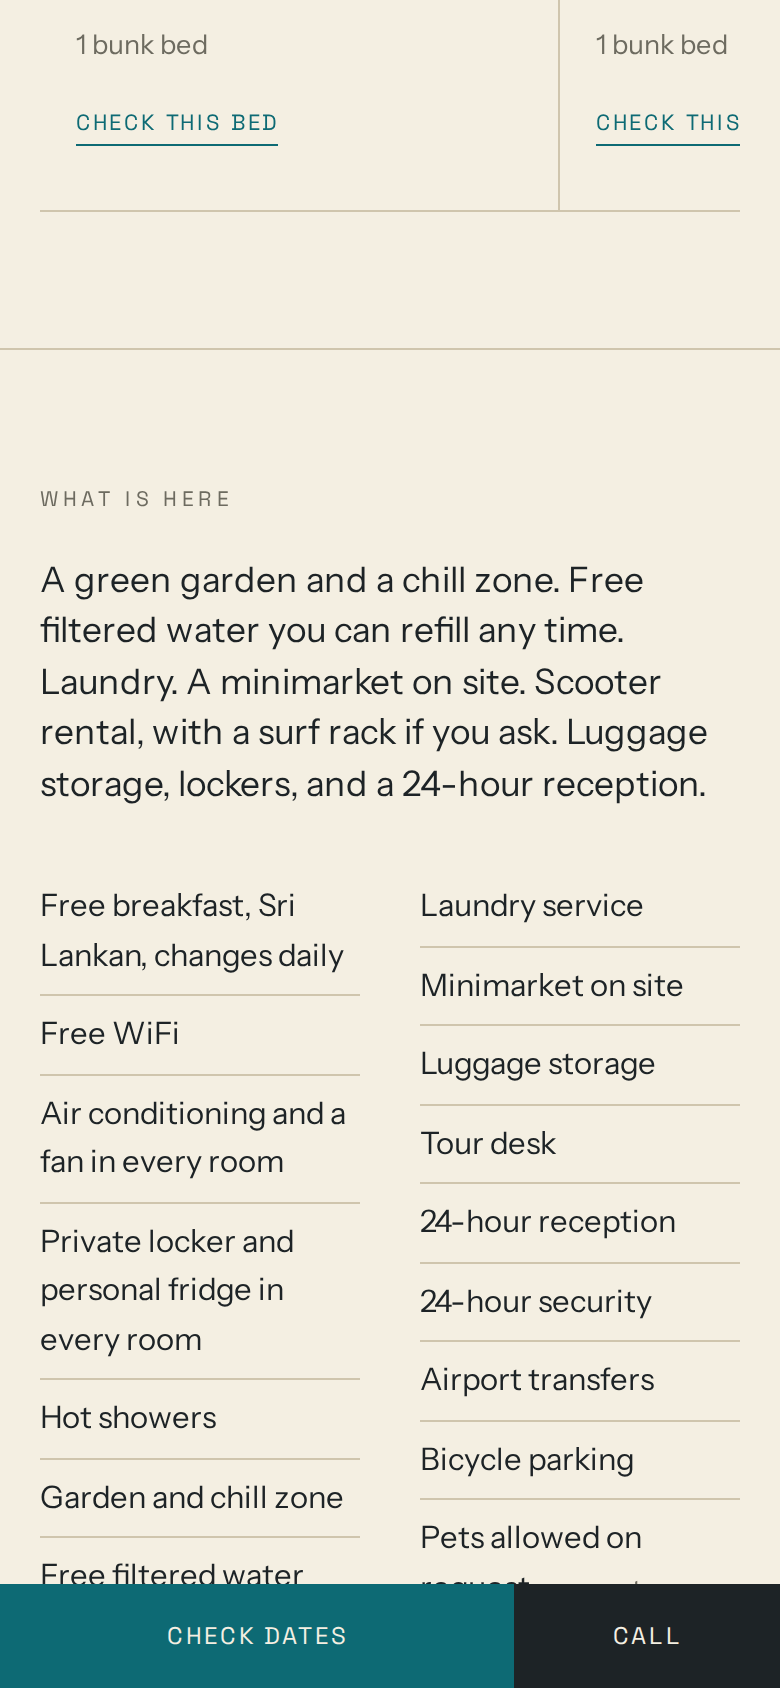 1 bunk bed
CHECK THIS BED
1 bunk bed
CHECK THIS
WHAT IS HERE
A green garden and a chill zone. Free
filtered water you can refill any time.
Laundry. A minimarket on site. Scooter
rental, with a surf rack if you ask. Luggage
storage, lockers, and a 24-hour reception.
Free breakfast, Sri
Lankan, changes daily
Free WiFi
Air conditioning and a
fan in every room
Private locker and
personal fridge in
every room
Hot showers
Garden and chill zone
Free filtered water
Laundry service
Minimarket on site
Luggage storage
Tour desk
24-hour reception
24-hour security
Airport transfers
Bicycle parking
Pets allowed on
request
CHECK DATES
CALL